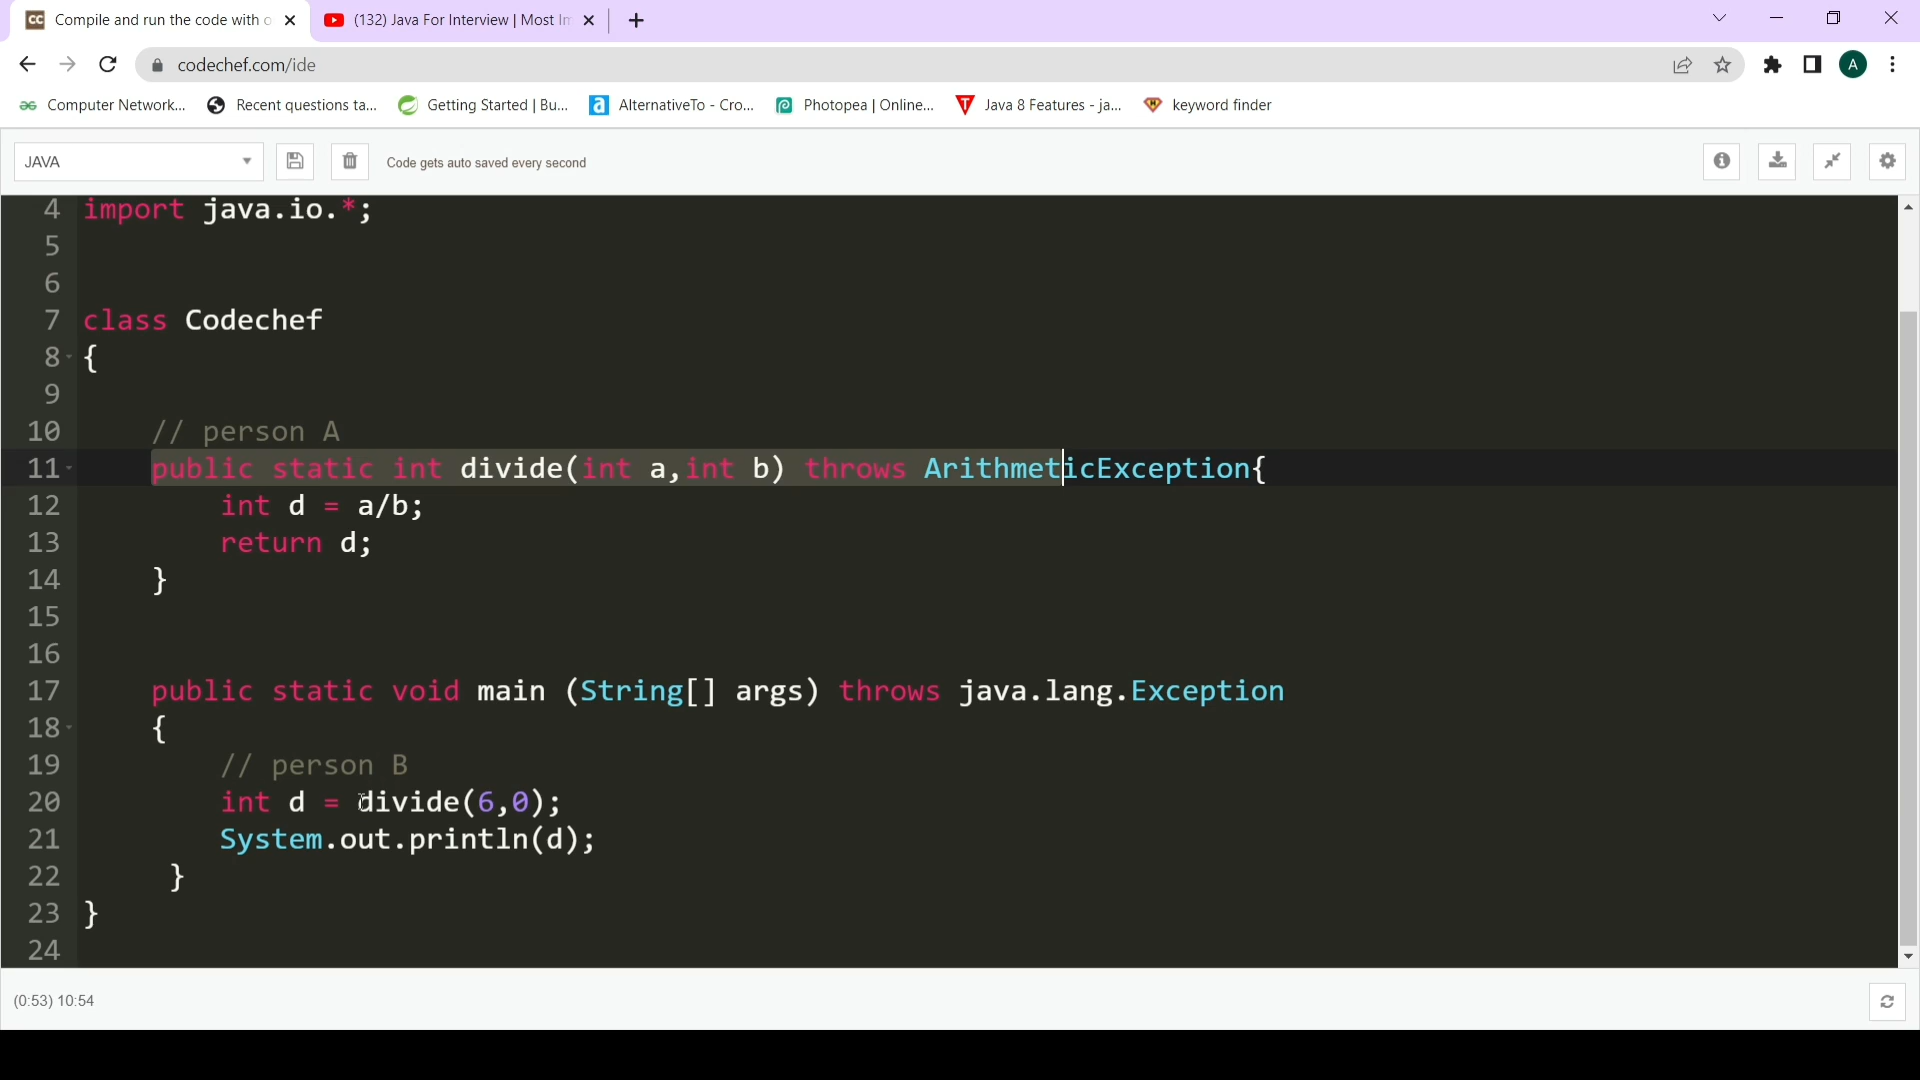 CC Compile and run the code with o
(132) Java For Interview | Most Im
codechef.com/ide
A
Computer Network... Recent questions ta... Getting Started | Bu... a AlternativeTo - Cro... Photopea | Online... T Java 8 Features - ja... keyword finder
JAVA Code gets auto saved every second
4 import java.io.*;
5
6
7 class Codechef
8 {
9
10 // person A
11 public static int divide(int a,int b) throws ArithmeticException{
12 int d = a/b;
13 return d;
14 }
15
16
17 public static void main (String[] args) throws java.lang.Exception
18 {
19 // person B
20 int d = divide(6,0);
21 System.out.println(d);
22 }
23 }
24
(0:53) 10:54